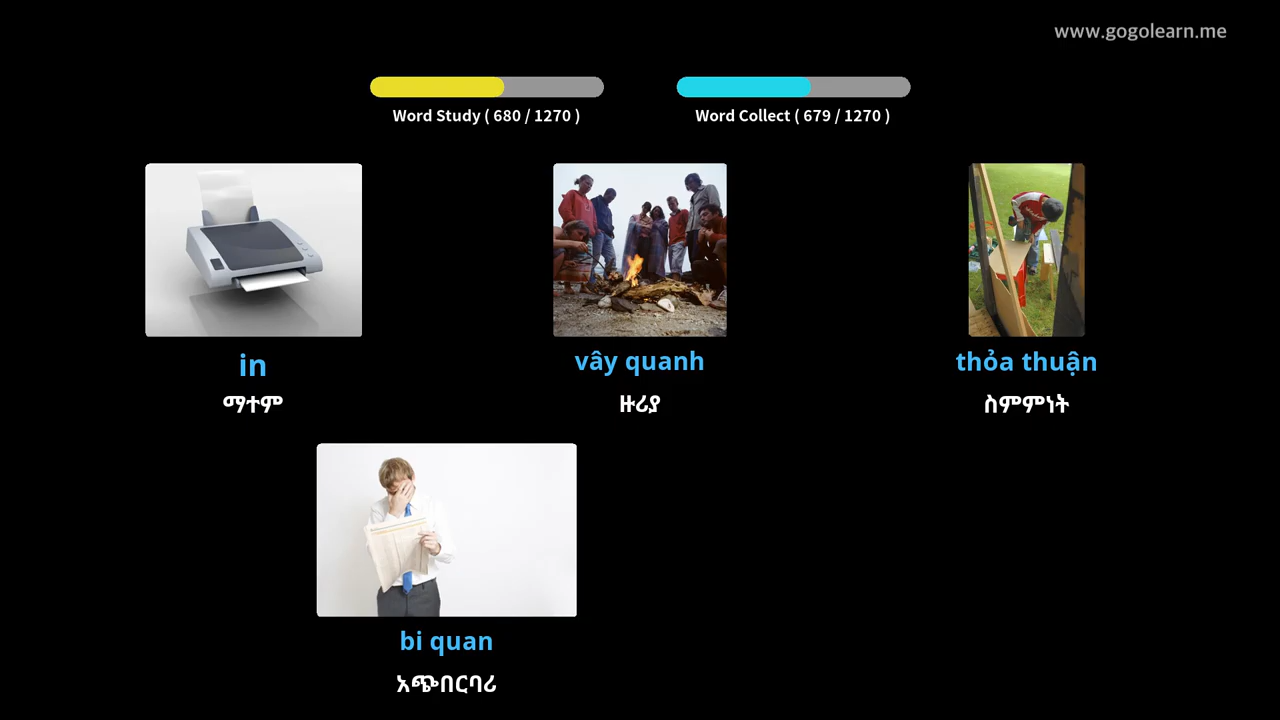 www.gogolearn.me
Word Study ( 680 / 1270 )
Word Collect ( 679 / 1270 )
in
ማተም
vây quanh
ዙሪያ
thỏa thuận
ስምምነት
bi quan
አጭበርባሪ